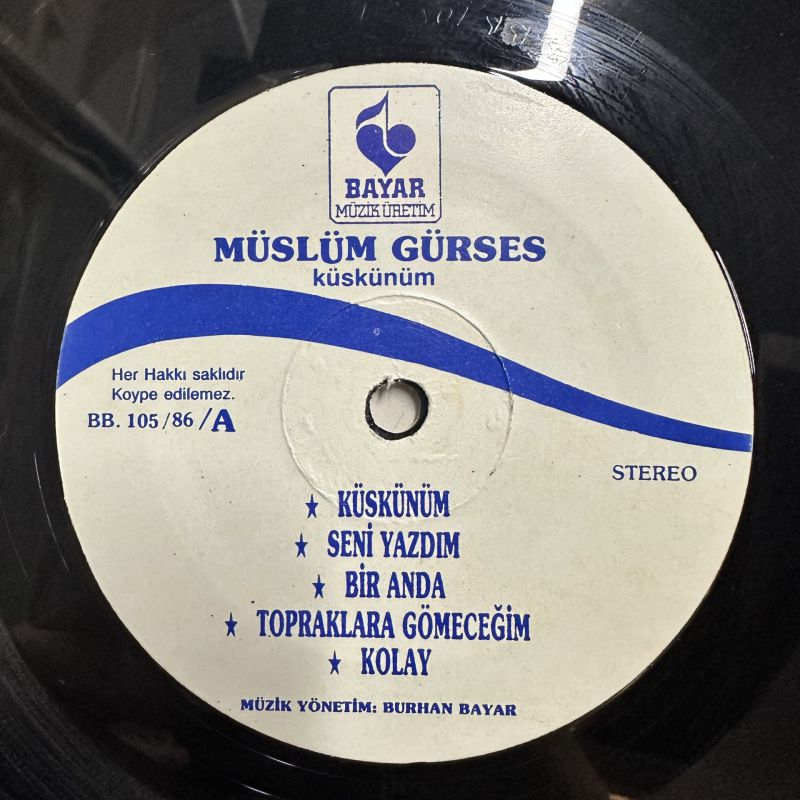 BAYAR
MÜZİK ÜRETİM
MÜSLÜM GÜRSES
küskünüm
Her Hakkı saklıdır
Koype edilemez.
BB. 105/86/A
STEREO
★ KÜSKÜNÜM
★ SENİ YAZDIM
★ BİR ANDA
★ TOPRAKLARA GÖMECEĞİM
★ KOLAY
MÜZİK YÖNETİM: BURHAN BAYAR